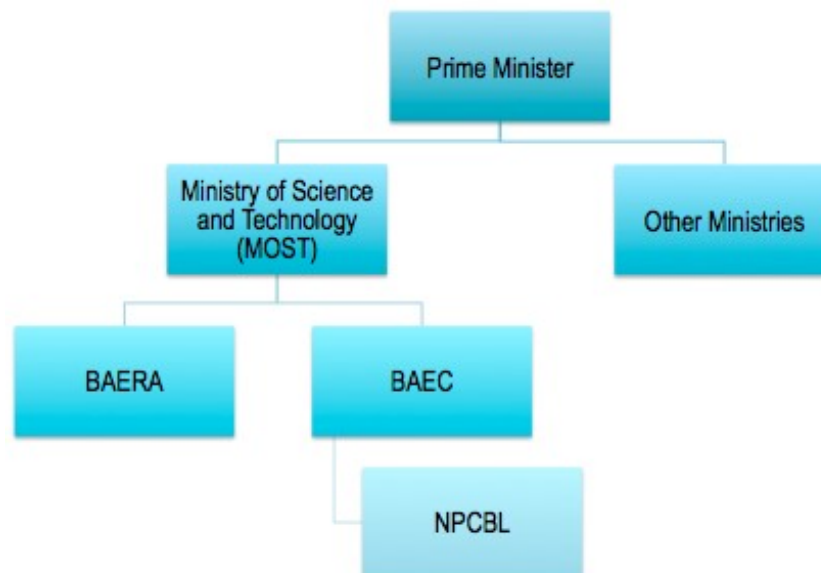 Prime Minister
Ministry of Science
and Technology
(MOST)
Other Ministries
BAERA
BAEC
NPCBL